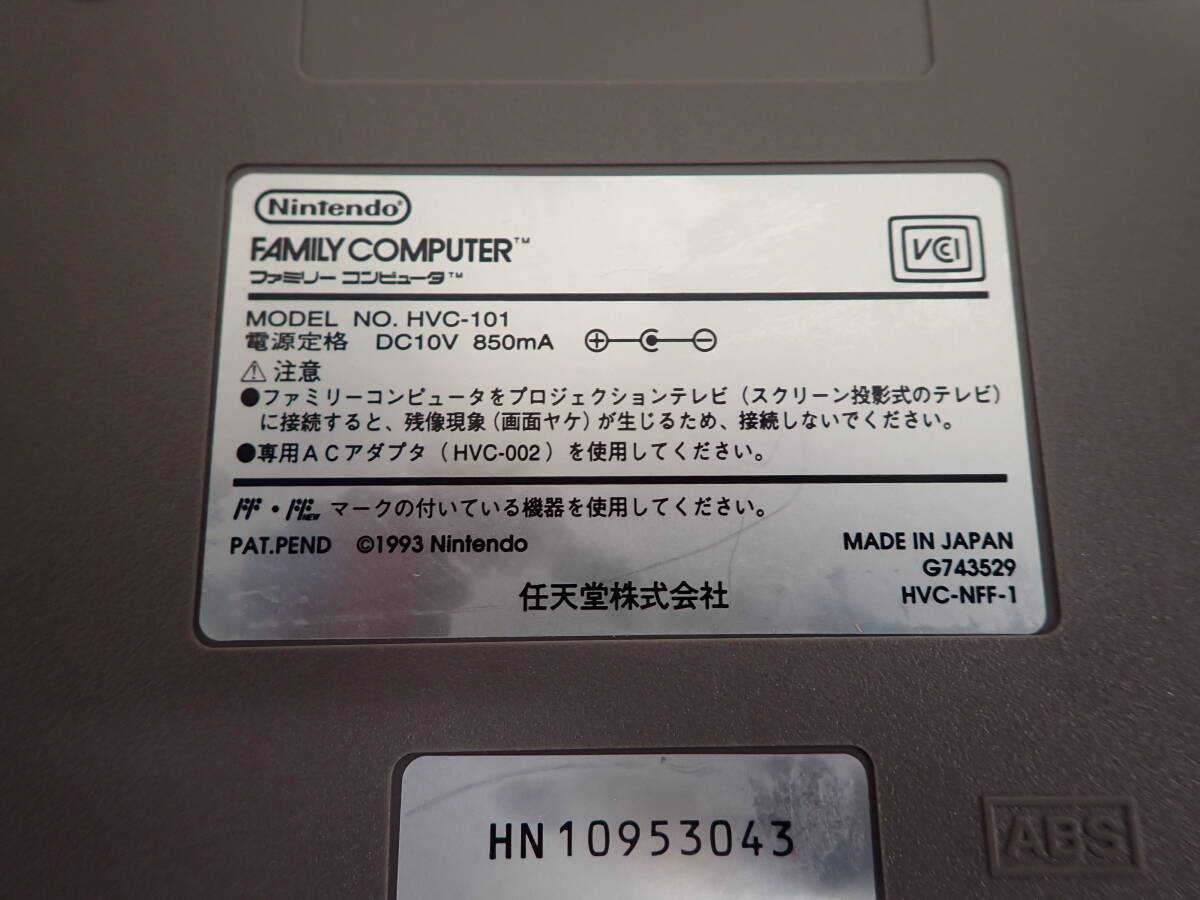 Nintendo®
FAMILY COMPUTER™
ファミリー コンピュータ™
VCCI
MODEL NO. HVC-101
電源定格 DC10V 850mA
注意
●ファミリーコンピュータをプロジェクションテレビ（スクリーン投影式のテレビ）
に接続すると、残像現象（画面ヤケ）が生じるため、接続しないでください。
●専用ACアダプタ（HVC-002）を使用してください。
FF・FF NEW マークの付いている機器を使用してください。
PAT.PEND ©1993 Nintendo
MADE IN JAPAN
G743529
任天堂株式会社
HVC-NFF-1
HN10953043
ABS